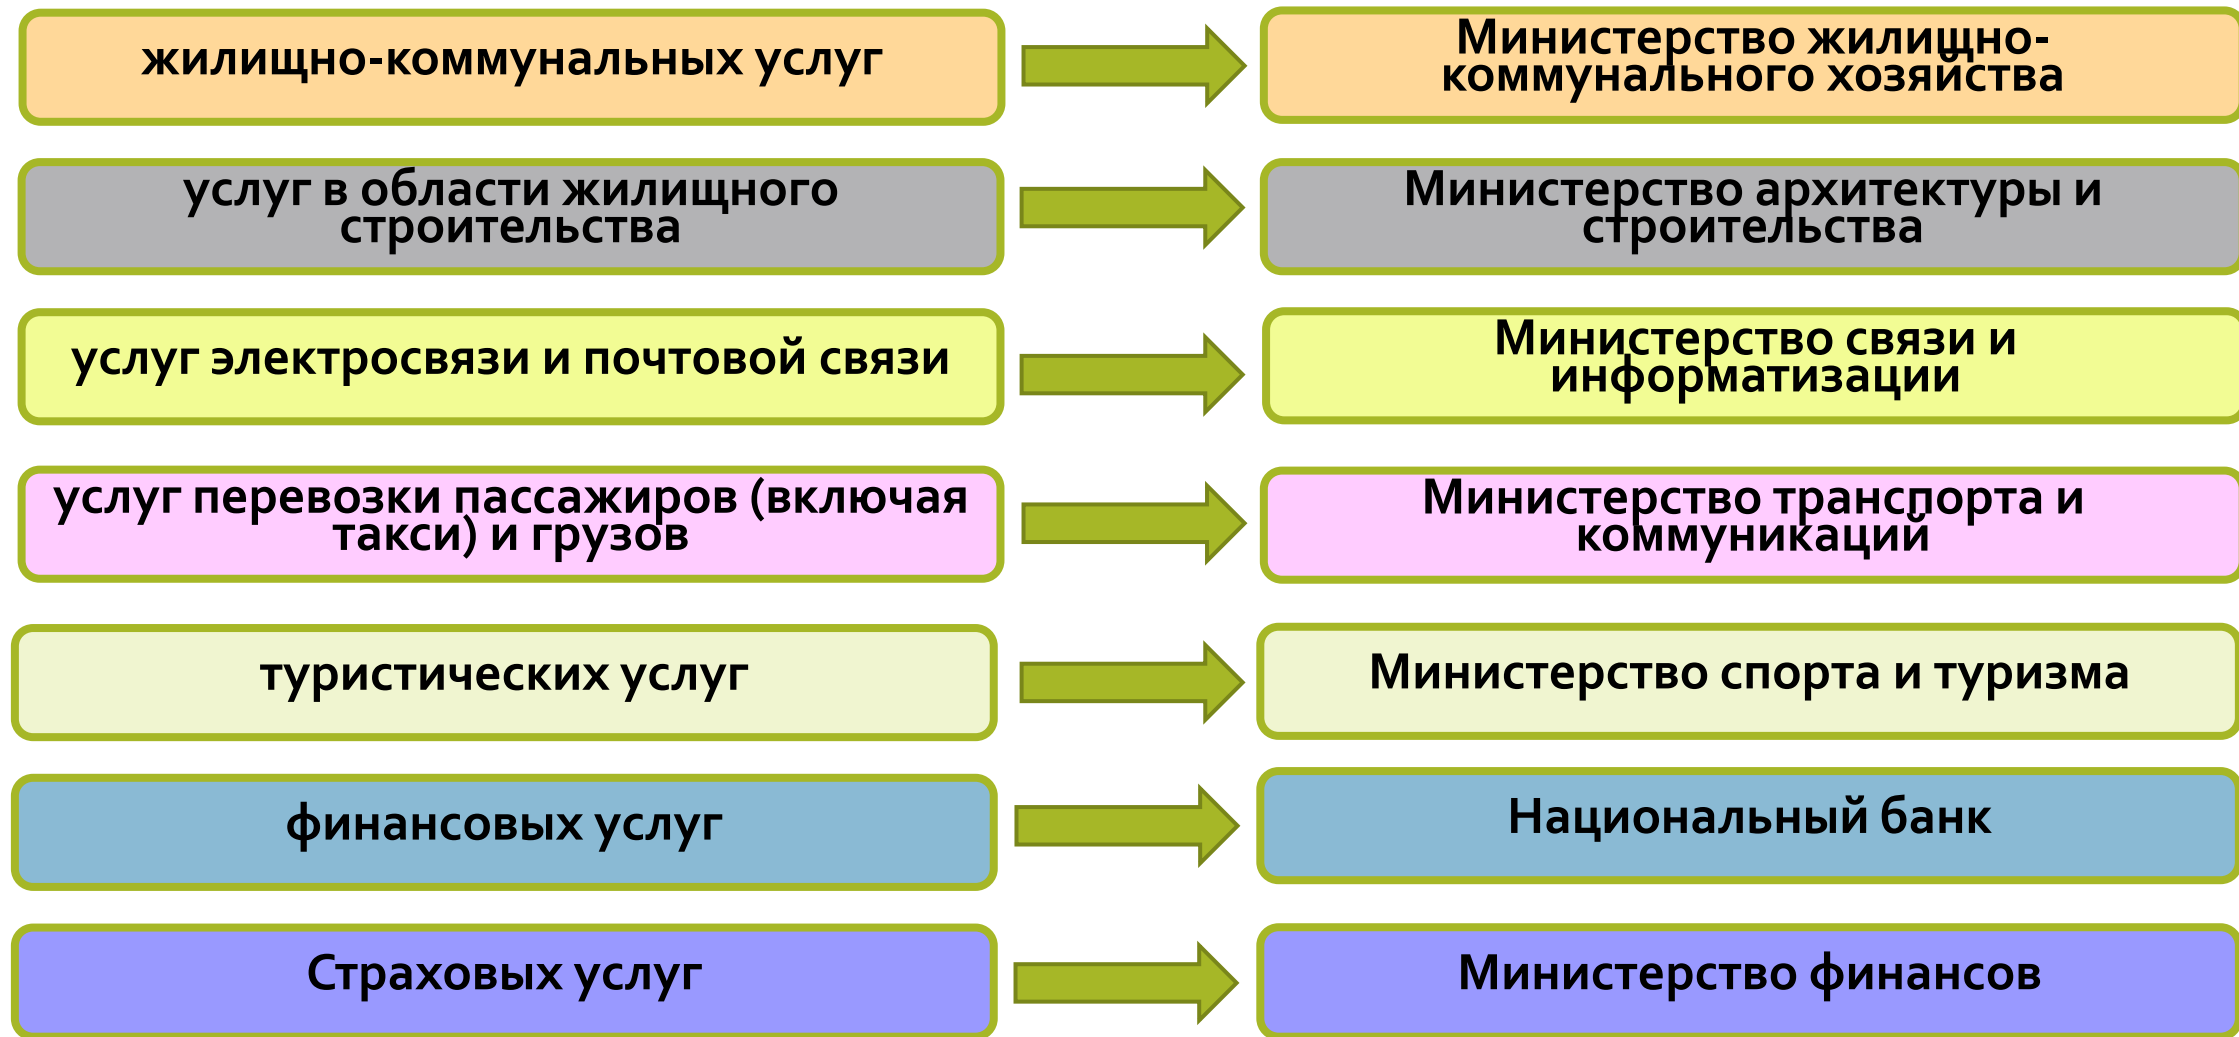 жилищно-коммунальных услуг
Министерство жилищно-
коммунального хозяйства
услуг в области жилищного
строительства
Министерство архитектуры и
строительства
услуг электросвязи и почтовой связи
Министерство связи и
информатизации
услуг перевозки пассажиров (включая
такси) и грузов
Министерство транспорта и
коммуникаций
туристических услуг
Министерство спорта и туризма
финансовых услуг
Национальный банк
Страховых услуг
Министерство финансов